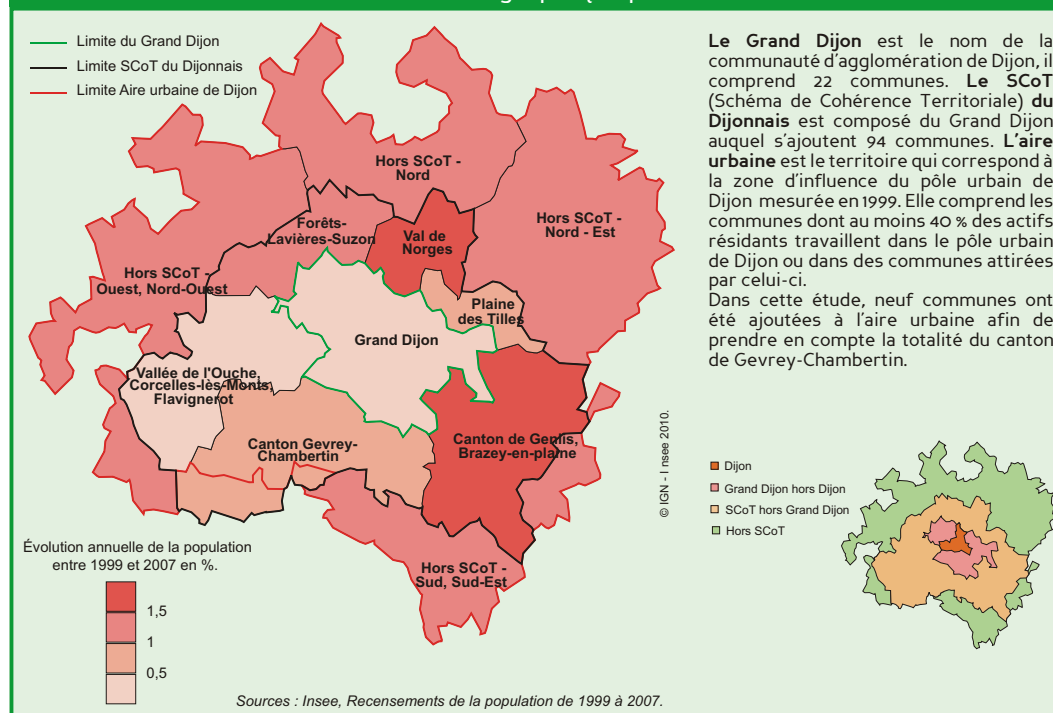 Limite du Grand Dijon
Limite SCoT du Dijonnais
Limite Aire urbaine de Dijon
Hors SCoT -
Nord
Hors SCoT -
Nord - Est
Forêts-
Lavières-Suzon
Val de
Norges
Hors SCoT -
Ouest, Nord-Ouest
Plaine
des Tilles
Grand Dijon
Vallée de l'Ouche,
Corcelles-lès-Monts,
Flavignerot
Canton Gevrey-
Chambertin
Canton de Genlis,
Brazey-en-plaine
Hors SCoT -
Sud, Sud-Est
Évolution annuelle de la population
entre 1999 et 2007 en %.
1,5
1
0,5
Sources : Insee, Recensements de la population de 1999 à 2007.
© IGN - I nsee 2010.
Le Grand Dijon est le nom de la
communauté d'agglomération de Dijon, il
comprend 22 communes. Le SCoT
(Schéma de Cohérence Territoriale) du
Dijonnais est composé du Grand Dijon
auquel s'ajoutent 94 communes. L'aire
urbaine est le territoire qui correspond à
la zone d'influence du pôle urbain de
Dijon mesurée en 1999. Elle comprend les
communes dont au moins 40 % des actifs
résidants travaillent dans le pôle urbain
de Dijon ou dans des communes attirées
par celui-ci.
Dans cette étude, neuf communes ont
été ajoutées à l'aire urbaine afin de
prendre en compte la totalité du canton
de Gevrey-Chambertin.
Dijon
Grand Dijon hors Dijon
SCoT hors Grand Dijon
Hors SCoT